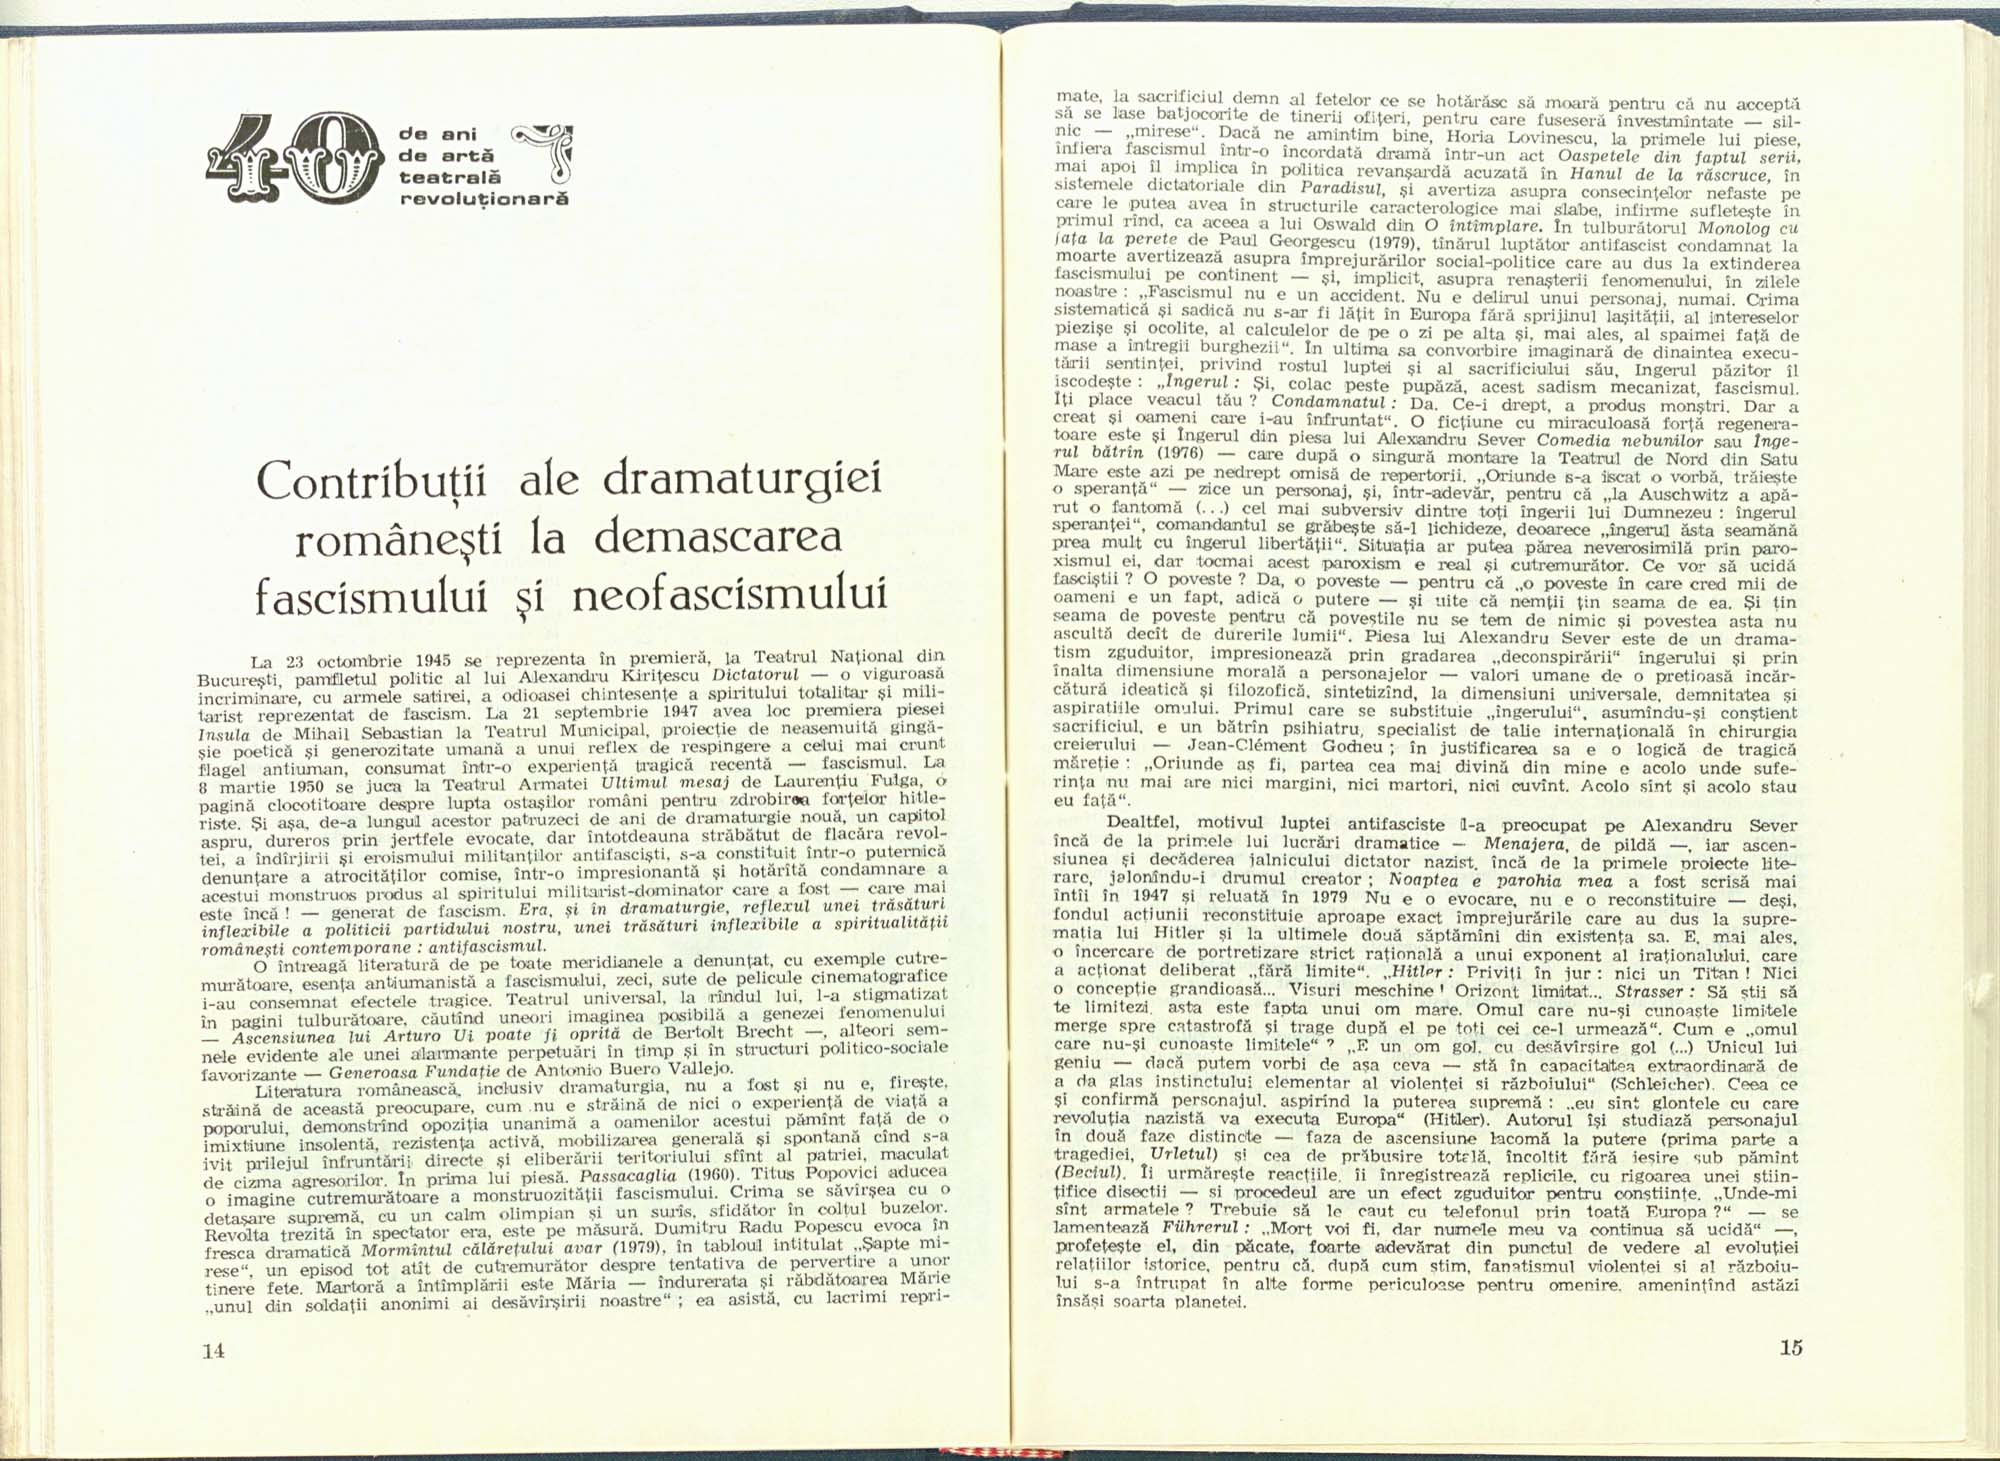 40 de ani
de artă
teatrală
revoluționară
Contribuții ale dramaturgiei
românești la demascarea
fascismului și neofascismului
La 23 octombrie 1945 se reprezenta în premieră, la Teatrul Național din
București, pamfletul politic al lui Alexandru Kirițescu Dictatorul — o viguroasă
incriminare, cu armele satirei, a odioasei chintesențe a spiritului totalitar și mili-
tarist reprezentat de fascism. La 21 septembrie 1947 avea loc premiera piesei
Insula de Mihail Sebastian la Teatrul Municipal, proiecție de neasemuită gingă-
șie poetică și generozitate umană a unui reflex de respingere a celui mai crunt
flagel antiuman, consumat într-o experiență tragică recentă — fascismul. La
8 martie 1950 se juca la Teatrul Armatei Ultimul mesaj de Laurențiu Fulga, o
pagină clocotitoare despre lupta ostașilor români pentru zdrobirea forțelor hitle-
riste. Și așa, de-a lungul acestor patruzeci de ani de dramaturgie nouă, un capitol
aspru, dureros prin jertfele evocate, dar întotdeauna străbătut de flacăra revol-
tei, a îndîrjirii și eroismului militanților antifasciști, s-a constituit într-o puternică
denunțare a atrocităților comise, într-o impresionantă și hotărîtă condamnare a
acestui monstruos produs al spiritului militarist-dominator care a fost — care mai
este încă ! — generat de fascism. Era, și în dramaturgie, reflexul unei trăsături
inflexibile a politicii partidului nostru, unei trăsături inflexibile a spiritualității
românești contemporane : antifascismul.
O întreagă literatură de pe toate meridianele a denunțat, cu exemple cutre-
murătoare, esența antiumanistă a fascismului, zeci, sute de pelicule cinematografice
i-au consemnat efectele tragice. Teatrul universal, la rîndul lui, l-a stigmatizat
în pagini tulburătoare, căutînd uneori imaginea posibilă a genezei fenomenului
— Ascensiunea lui Arturo Ui poate fi oprită de Bertolt Brecht —, alteori sem-
nele evidente ale unei alarmante perpetuări în timp și în structuri politico-sociale
favorizante — Generoasa Fundație de Antonio Buero Vallejo.
Literatura românească, inclusiv dramaturgia, nu a fost și nu e, firește,
străină de această preocupare, cum nu e străină de nici o experiență de viață a
poporului, demonstrînd opoziția unanimă a oamenilor acestui pămînt față de o
imixtiune insolentă, rezistența activă, mobilizarea generală și spontană cînd s-a
ivit prilejul înfruntării directe și eliberării teritoriului sfînt al patriei, maculat
de cizma agresorilor. În prima lui piesă. Passacaglia (1960). Titus Popovici aducea
o imagine cutremurătoare a monstruozității fascismului. Crima se săvîrșea cu o
detașare supremă, cu un calm olimpian și un surîs, sfidător în colțul buzelor.
Revolta trezită în spectator era, este pe măsură. Dumitru Radu Popescu evoca în
fresca dramatică Mormîntul călărețului avar (1979), în tabloul intitulat „Șapte mi-
rese“, un episod tot atît de cutremurător despre tentativa de pervertire a unor
tinere fete. Martoră a întîmplării este Măria — îndurerata și răbdătoarea Mărie
„unul din soldații anonimi ai desăvîrșirii noastre“ ; ea asistă, cu lacrimi repri-
14
mate, la sacrificiul demn al fetelor ce se hotărăsc să moară pentru că nu acceptă
să se lase batjocorite de tinerii ofițeri, pentru care fuseseră învestmîntate — sil-
nic — „mirese“. Dacă ne amintim bine, Horia Lovinescu, la primele lui piese,
înfiera fascismul într-o încordată dramă într-un act Oaspetele din faptul serii,
mai apoi îl implica în politica revanșardă acuzată în Hanul de la răscruce, în
sistemele dictatoriale din Paradisul, și avertiza asupra consecințelor nefaste pe
care le putea avea în structurile caracterologice mai slabe, infirme sufletește în
primul rînd, ca aceea a lui Oswald din O întîmplare. În tulburătorul Monolog cu
fața la perete de Paul Georgescu (1979), tînărul luptător antifascist condamnat la
moarte avertizează asupra împrejurărilor social-politice care au dus la extinderea
fascismului pe continent — și, implicit, asupra renașterii fenomenului, în zilele
noastre : „Fascismul nu e un accident. Nu e delirul unui personaj, numai. Crima
sistematică și sadică nu s-ar fi lățit în Europa fără sprijinul lașității, al intereselor
piezișe și ocolite, al calculelor de pe o zi pe alta și, mai ales, al spaimei față de
mase a întregii burghezii“. În ultima sa convorbire imaginară de dinaintea execu-
tării sentinței, privind rostul luptei și al sacrificiului său, Îngerul păzitor îl
iscodește : „Îngerul : Și, colac peste pupăză, acest sadism mecanizat, fascismul.
Îți place veacul tău ? Condamnatul : Da. Ce-i drept, a produs monștri. Dar a
creat și oameni care i-au înfruntat“. O ficțiune cu miraculoasă forță regenera-
toare este și Îngerul din piesa lui Alexandru Sever Comedia nebunilor sau Înge-
rul bătrîn (1976) — care după o singură montare la Teatrul de Nord din Satu
Mare este azi pe nedrept omisă de repertorii. „Oriunde s-a iscat o vorbă, trăiește
o speranță“ — zice un personaj, și, într-adevăr, pentru că „la Auschwitz a apă-
rut o fantomă (...) cel mai subversiv dintre toți îngerii lui Dumnezeu : îngerul
speranței“, comandantul se grăbește să-l lichideze, deoarece „îngerul ăsta seamănă
prea mult cu îngerul libertății“. Situația ar putea părea neverosimilă prin paro-
xismul ei, dar tocmai acest paroxism e real și cutremurător. Ce vor să ucidă
fasciștii ? O poveste ? Da, o poveste — pentru că „o poveste în care cred mii de
oameni e un fapt, adică o putere — și uite că nemții țin seama de ea. Și țin
seama de poveste pentru că poveștile nu se tem de nimic și povestea asta nu
ascultă decît de durerile lumii“. Piesa lui Alexandru Sever este de un drama-
tism zguduitor, impresionează prin gradarea „deconspirării“ îngerului și prin
înalta dimensiune morală a personajelor — valori umane de o prețioasă încăr-
cătură ideatică și filozofică, sintetizînd, la dimensiuni universale, demnitatea și
aspirațiile omului. Primul care se substituie „îngerului“, asumîndu-și conștient
sacrificiul, e un bătrîn psihiatru, specialist de talie internațională în chirurgia
creierului — Jean-Clément Godieu ; în justificarea sa e o logică de tragică
măreție : „Oriunde aș fi, partea cea mai divină din mine e acolo unde sufe-
rința nu mai are nici margini, nici martori, nici cuvînt. Acolo sînt și acolo stau
eu față“.
Dealtfel, motivul luptei antifasciste l-a preocupat pe Alexandru Sever
încă de la primele lui lucrări dramatice — Menajera, de pildă —, iar ascen-
siunea și decăderea jalnicului dictator nazist, încă de la primele proiecte lite-
rare, jalonîndu-i drumul creator ; Noaptea e parohia mea a fost scrisă mai
întîi în 1947 și reluată în 1979 Nu e o evocare, nu e o reconstituire — deși,
fondul acțiunii reconstituie aproape exact împrejurările care au dus la supre-
mația lui Hitler și la ultimele două săptămîni din existența sa. E, mai ales,
o încercare de portretizare strict rațională a unui exponent al iraționalului, care
a acționat deliberat „fără limite“. „Hitler : Priviți în jur : nici un Titan ! Nici
o concepție grandioasă... Visuri meschine ! Orizont limitat... Strasser : Să știi să
te limitezi, asta este fapta unui om mare. Omul care nu-și cunoaște limitele
merge spre catastrofă și trage după el pe toți cei ce-l urmează“. Cum e „omul
care nu-și cunoaște limitele“ ? „E un om gol, cu desăvîrșire gol (...) Unicul lui
geniu — dacă putem vorbi de așa ceva — stă în capacitatea extraordinară de
a da glas instinctului elementar al violenței și războiului“ (Schleicher). Ceea ce
și confirmă personajul, aspirînd la puterea supremă : „eu sînt glontele cu care
revoluția nazistă va executa Europa“ (Hitler). Autorul își studiază personajul
în două faze distincte — faza de ascensiune lacomă la putere (prima parte a
tragediei, Urletul) și cea de prăbușire totală, încoltit fără ieșire sub pămînt
(Beciul). Îi urmărește reacțiile, îi înregistrează replicile, cu rigoarea unei știin-
țifice disecții — și procedeul are un efect zguduitor pentru conștiințe. „Unde-mi
sînt armatele ? Trebuie să le caut cu telefonul prin toată Europa ?“ — se
lamentează Führerul : „Mort voi fi, dar numele meu va continua să ucidă“ —,
profetește el, din păcate, foarte adevărat din punctul de vedere al evoluției
relațiilor istorice, pentru că, după cum știm, fanatismul violenței și al războiu-
lui s-a întrupat în alte forme periculoase pentru omenire, amenințînd astăzi
însăși soarta planetei.
15